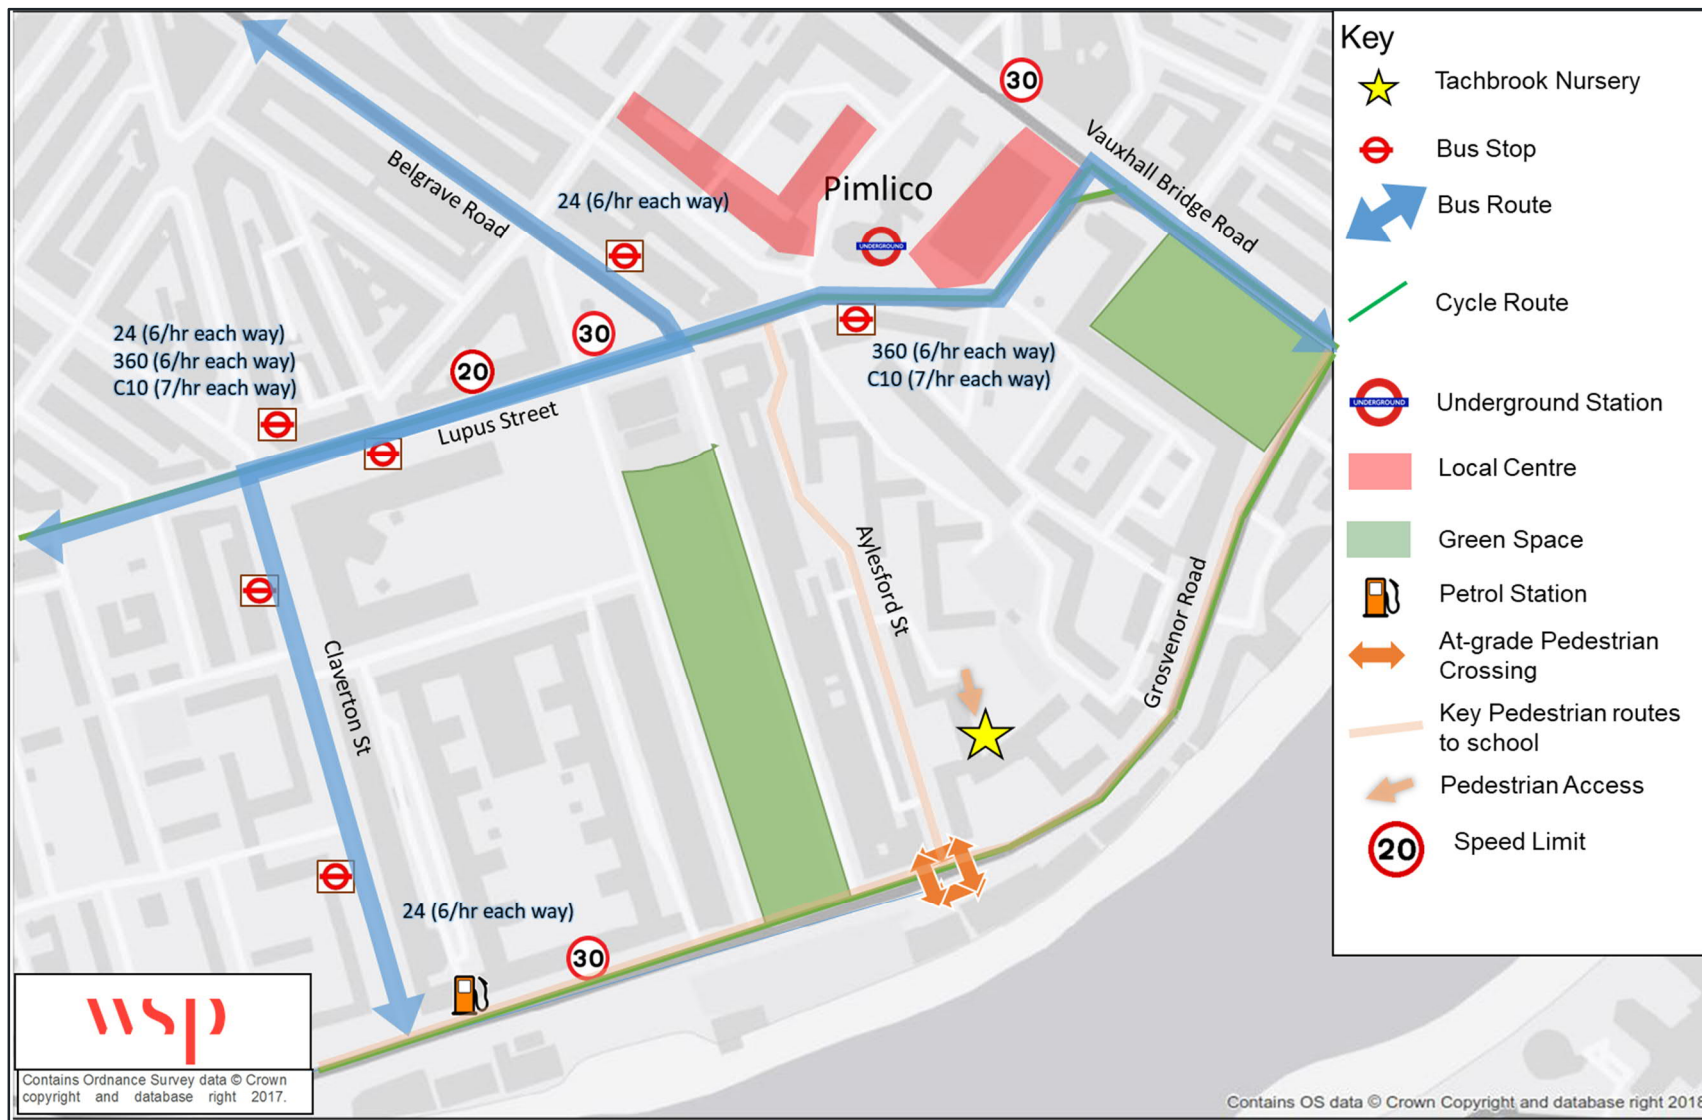 30
Vauxhall Bridge Road
Belgrave Road
24 (6/hr each way)
Pimlico
UNDERGROUND
24 (6/hr each way)
360 (6/hr each way)
C10 (7/hr each way)
30
20
Lupus Street
360 (6/hr each way)
C10 (7/hr each way)
Aylesford St
Grosvenor Road
Claverton St
24 (6/hr each way)
30
wsp
Contains Ordnance Survey data © Crown
copyright and database right 2017.
Key
Tachbrook Nursery
Bus Stop
Bus Route
Cycle Route
UNDERGROUND
Underground Station
Local Centre
Green Space
Petrol Station
At-grade Pedestrian
Crossing
Key Pedestrian routes
to school
Pedestrian Access
20
Speed Limit
Contains OS data © Crown Copyright and database right 2018